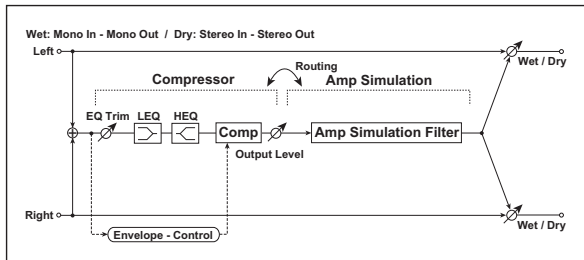 Wet: Mono In - Mono Out / Dry: Stereo In - Stereo Out
Left
Wet / Dry
Routing
Compressor
Amp Simulation
EQ Trim
LEQ
HEQ
Comp
Output Level
Amp Simulation Filter
Right
Wet / Dry
Envelope - Control